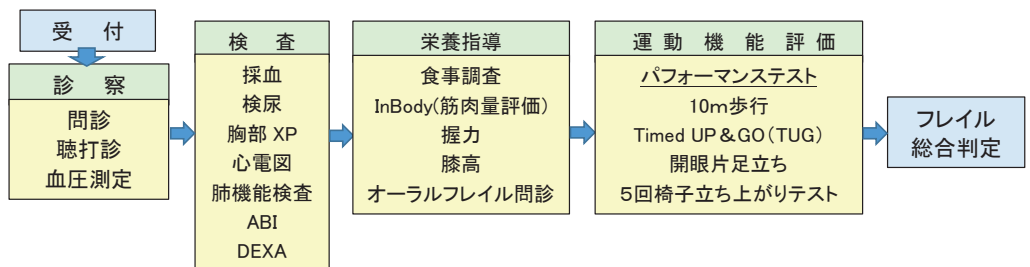 受 付
診 察
問診
聴打診
血圧測定
検 査
採血
検尿
胸部 XP
心電図
肺機能検査
ABI
DEXA
栄養指導
食事調査
InBody(筋肉量評価)
握力
膝高
オーラルフレイル問診
運 動 機 能 評 価
パフォーマンステスト
10m歩行
Timed UP&GO(TUG)
開眼片足立ち
5回椅子立ち上がりテスト
フレイル
総合判定